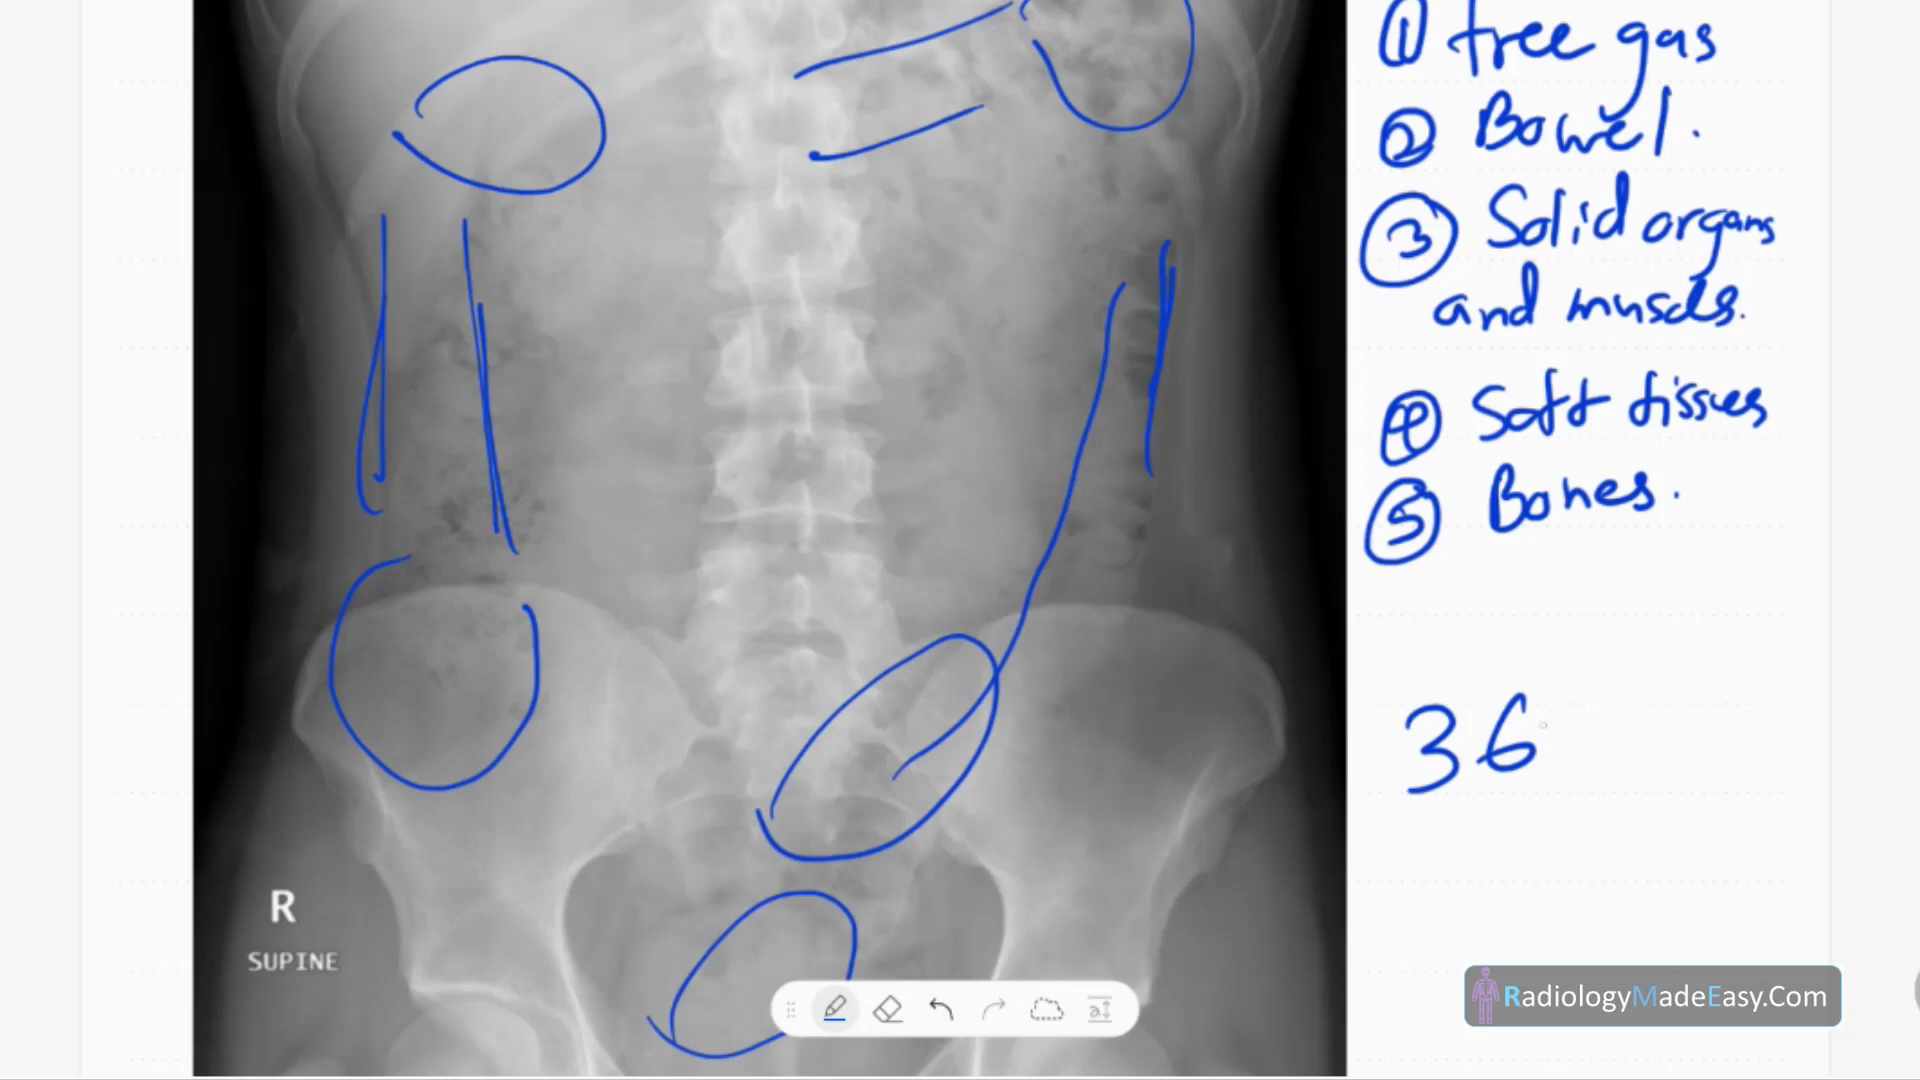 ① free gas
② Bowel.
③ Solid organs
and muscles.
④ Soft tissues
⑤ Bones.
36
R
SUPINE
RadiologyMadeEasy.Com